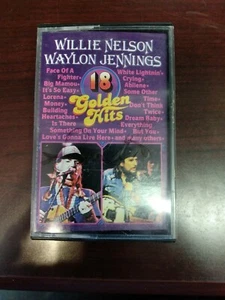 WILLIE NELSON
WAYLON JENNINGS
18
Golden
Hits
Face Of A
Fighter•
Big Mamou•
It's So Easy•
Lorena•
Money•
Building
Heartaches•
Is There
Something On Your Mind•
Love's Gonna Live Here•
White Lightnin'•
Crying•
Abilene•
Some Other
Time•
Don't Think
Twice•
Dream Baby•
Everything
But You•
and many others•